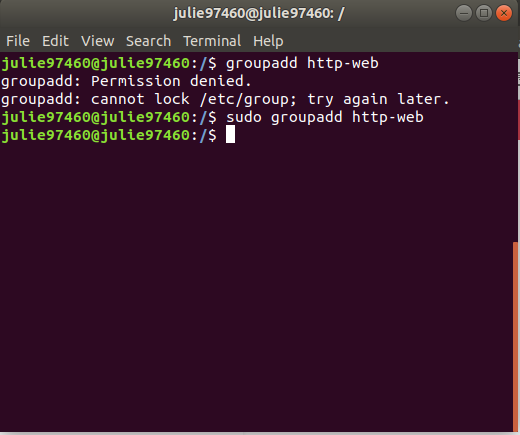 julie97460@julie97460: /
File Edit View Search Terminal Help
julie97460@julie97460:/$ groupadd http-web
groupadd: Permission denied.
groupadd: cannot lock /etc/group; try again later.
julie97460@julie97460:/$ sudo groupadd http-web
julie97460@julie97460:/$